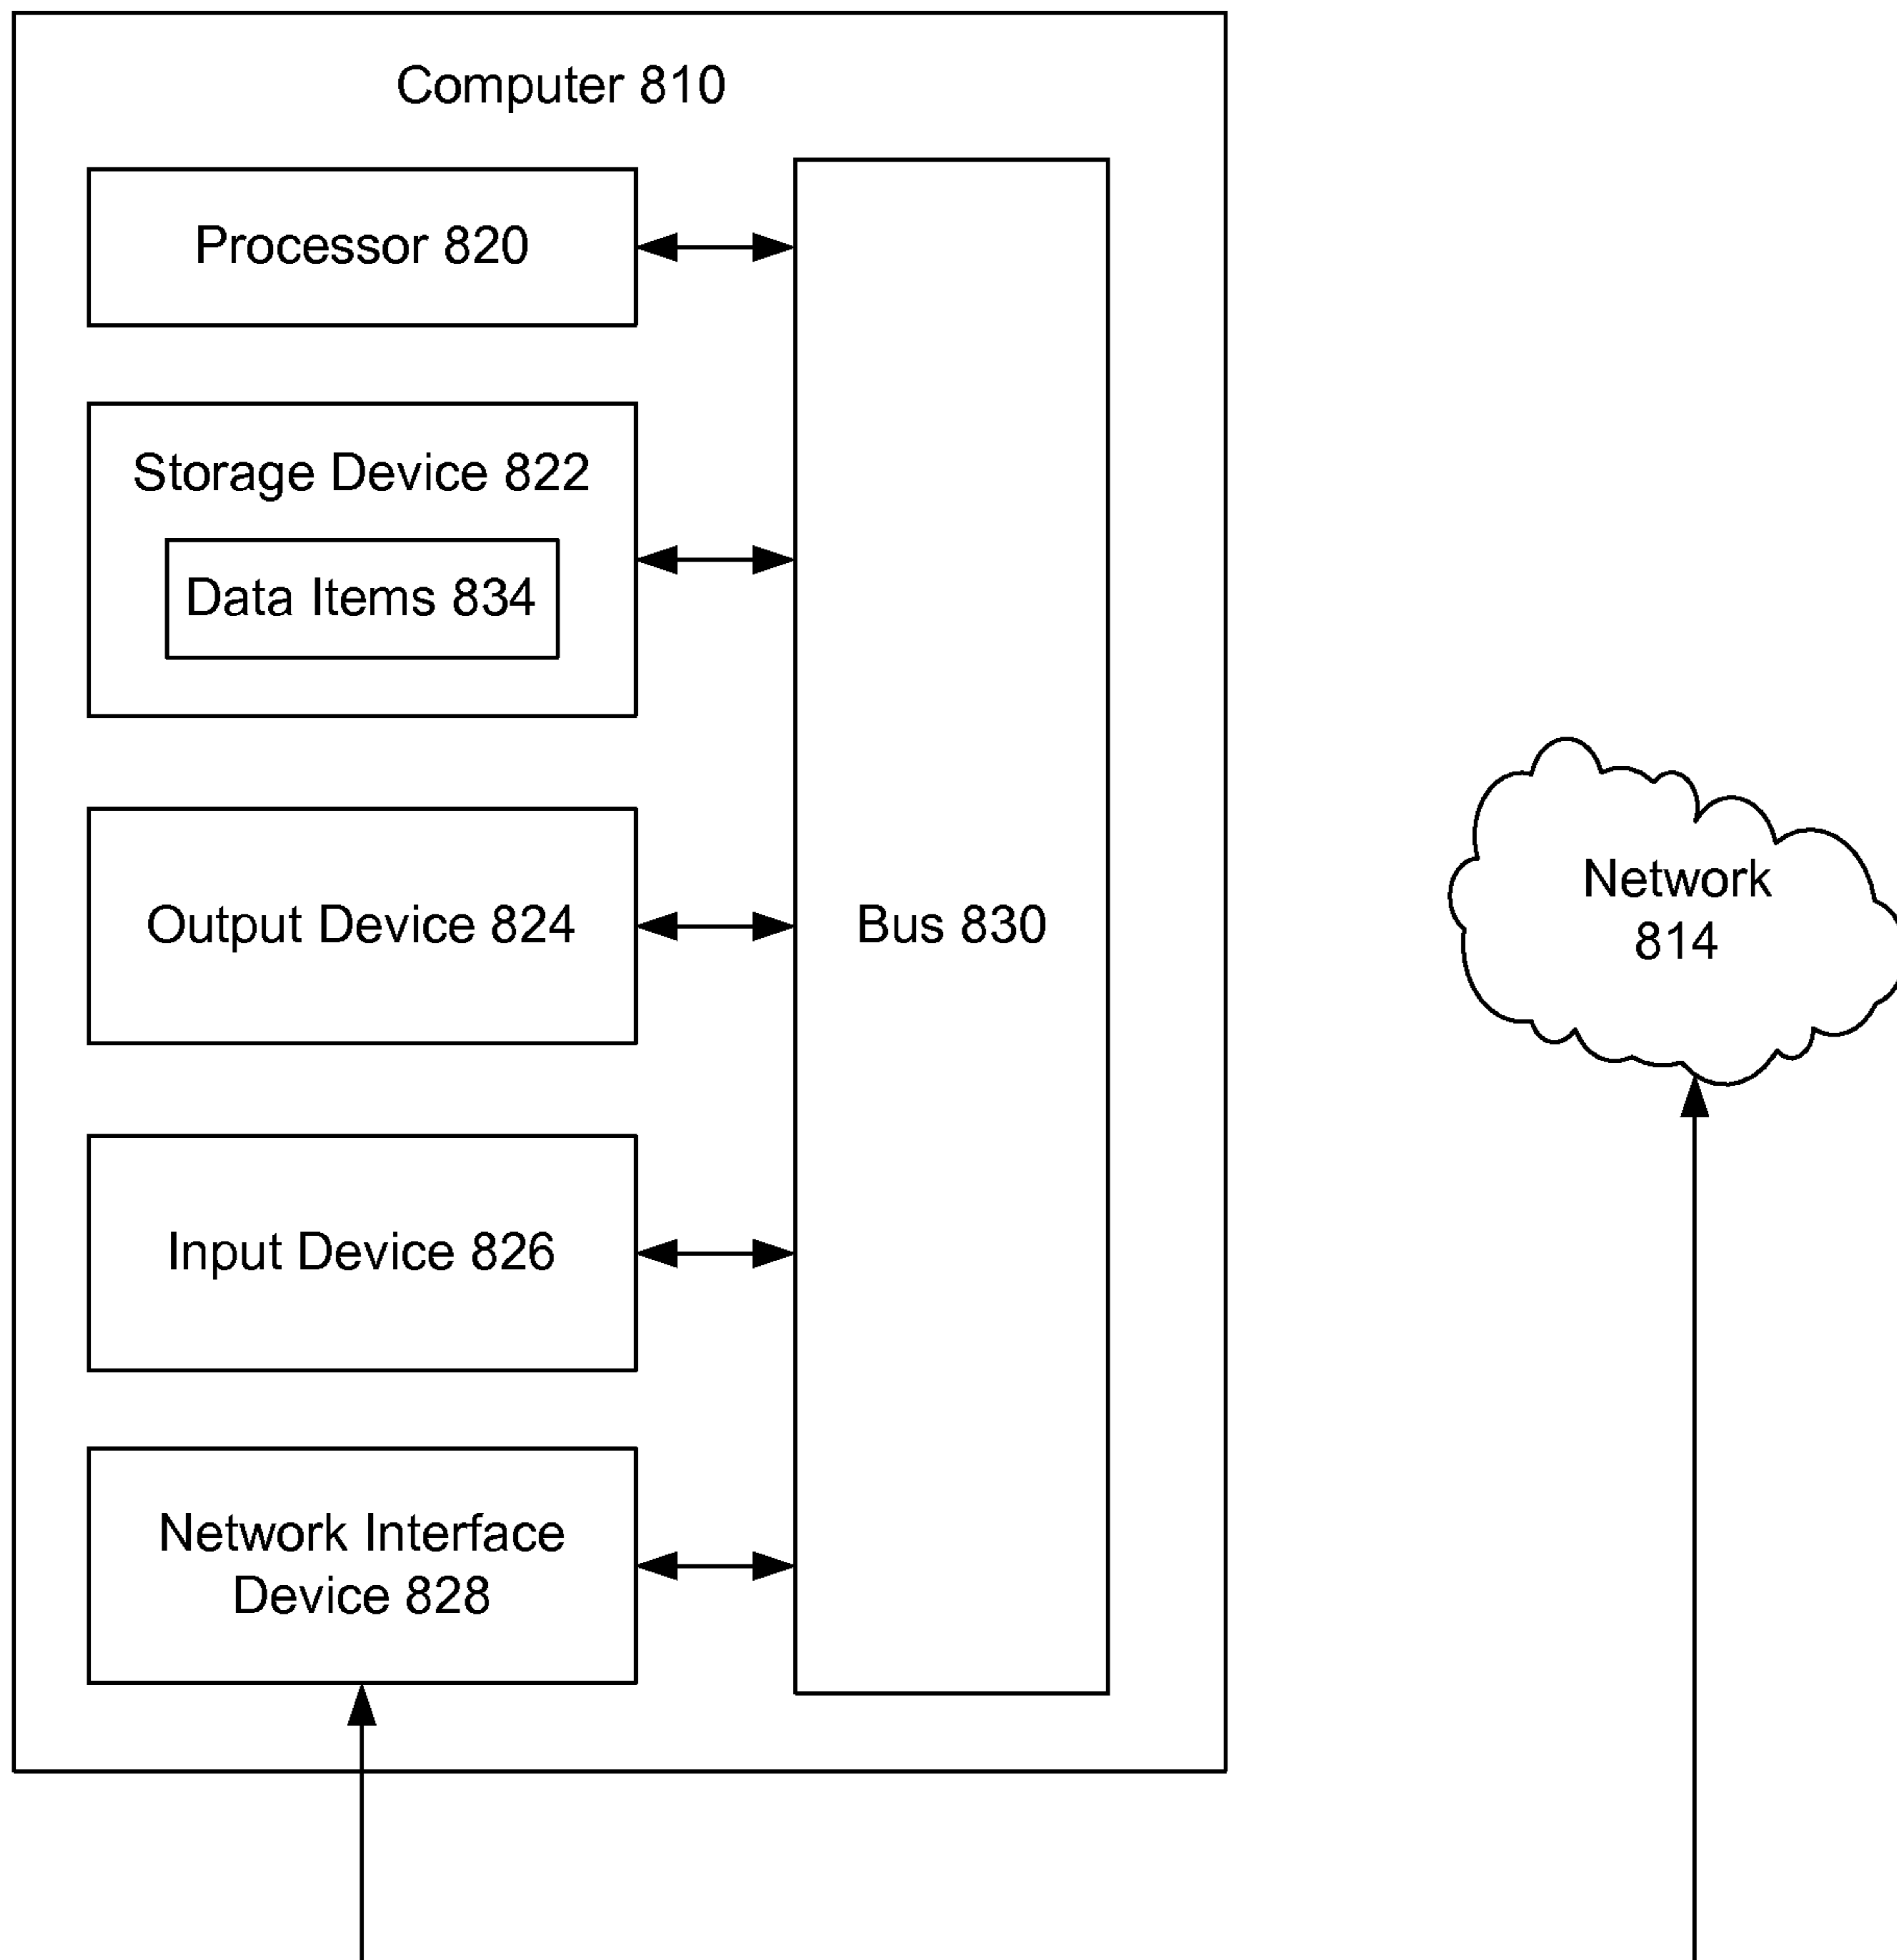 Computer 810
Processor 820
Storage Device 822
Data Items 834
Output Device 824
Input Device 826
Network Interface
Device 828
Bus 830
Network
814